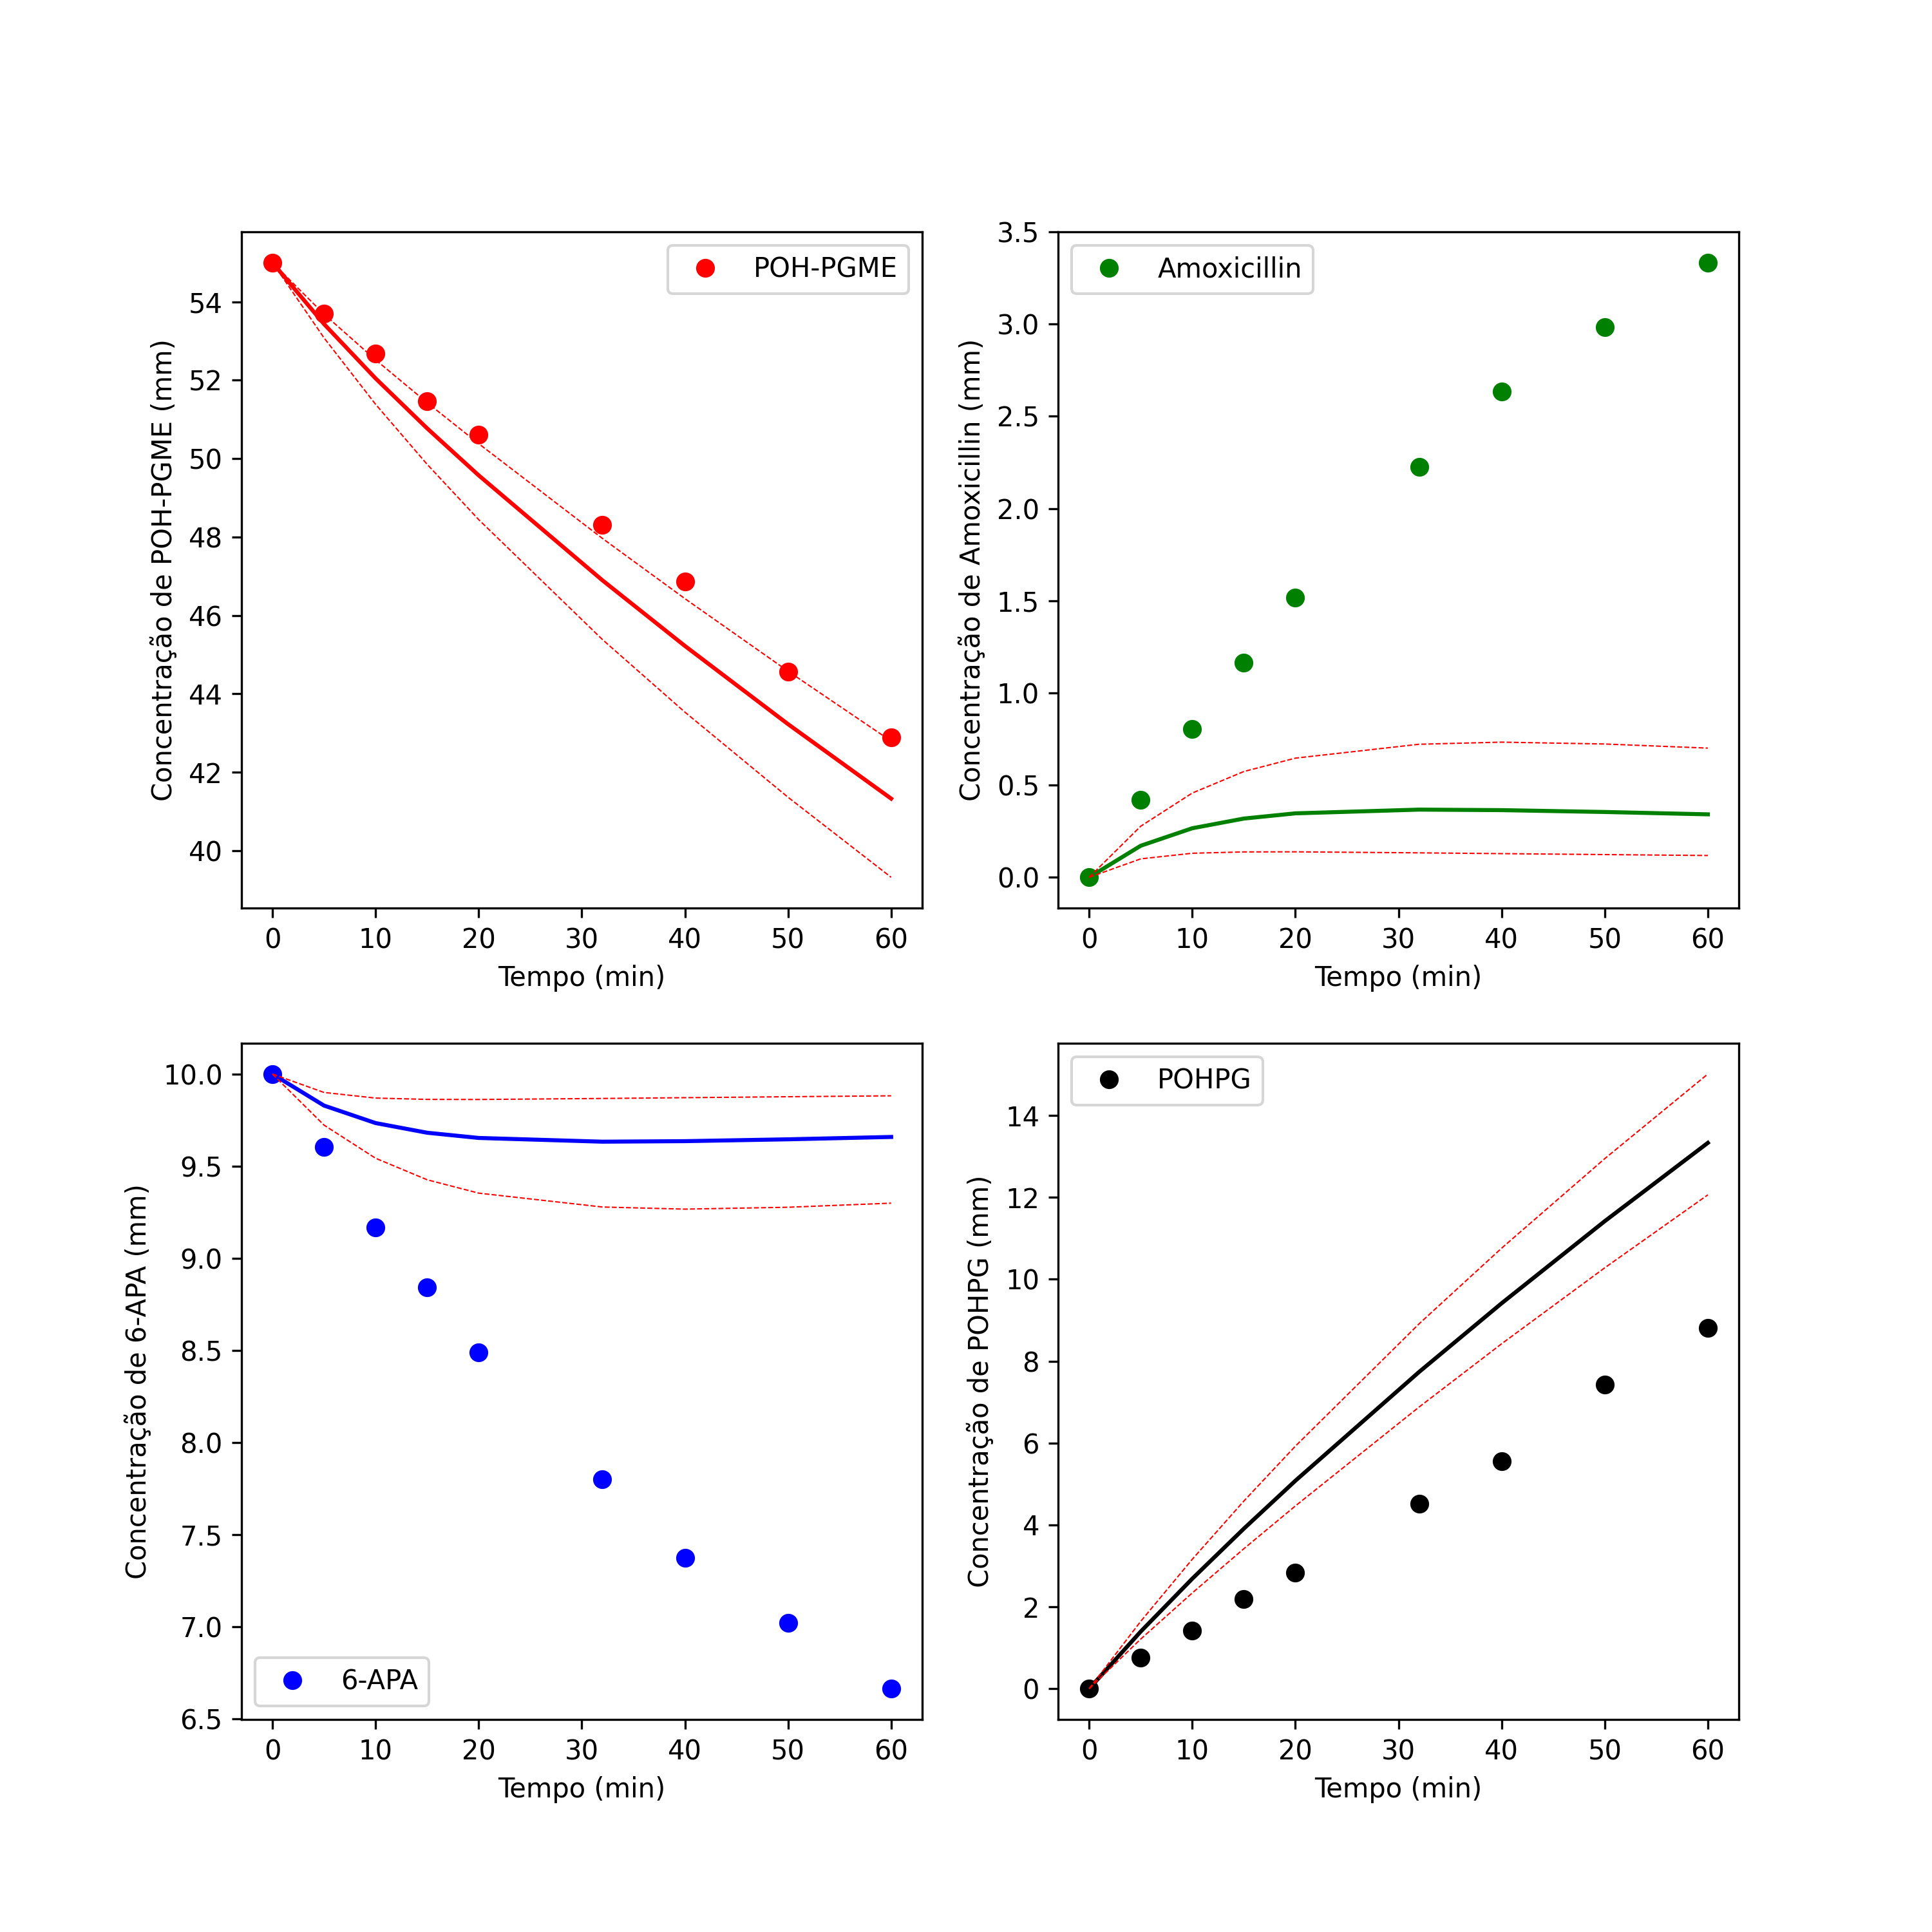 POH-PGME
54
52
50
48
46
44
42
40
Concentração de POH-PGME (mm)
0 10 20 30 40 50 60
Tempo (min)
Amoxicillin
3.5
3.0
2.5
2.0
1.5
1.0
0.5
0.0
Concentração de Amoxicillin (mm)
0 10 20 30 40 50 60
Tempo (min)
10.0
9.5
9.0
8.5
8.0
7.5
7.0
6.5
Concentração de 6-APA (mm)
6-APA
0 10 20 30 40 50 60
Tempo (min)
POHPG
14
12
10
8
6
4
2
0
Concentração de POHPG (mm)
0 10 20 30 40 50 60
Tempo (min)